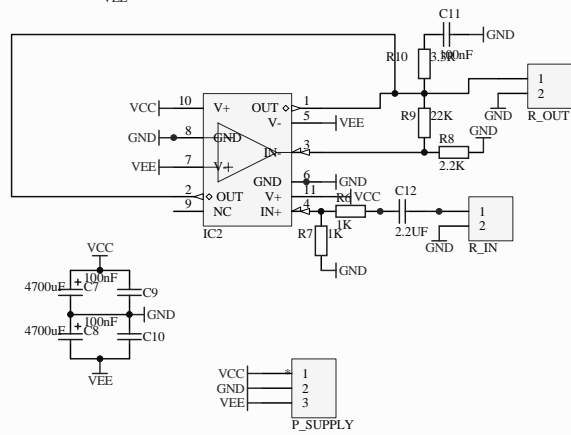 VEE
C11
GND
R10
3.3R
100nF
1
2
R_OUT
GND
R9
22K
R8
2.2K
GND
VCC
10
V+
OUT
1
V-
5
VEE
GND
8
GND
IN-
3
VEE
7
V+
GND
6
GND
2
OUT
V+
11
VCC
9
NC
IN+
4
IC2
R6
1K
C12
2.2UF
1
2
R_IN
GND
R7
1K
GND
VCC
4700uF
+
100nF
C7
C9
GND
4700uF
+
100nF
C8
C10
VEE
VCC
*
1
GND
2
VEE
3
P_SUPPLY